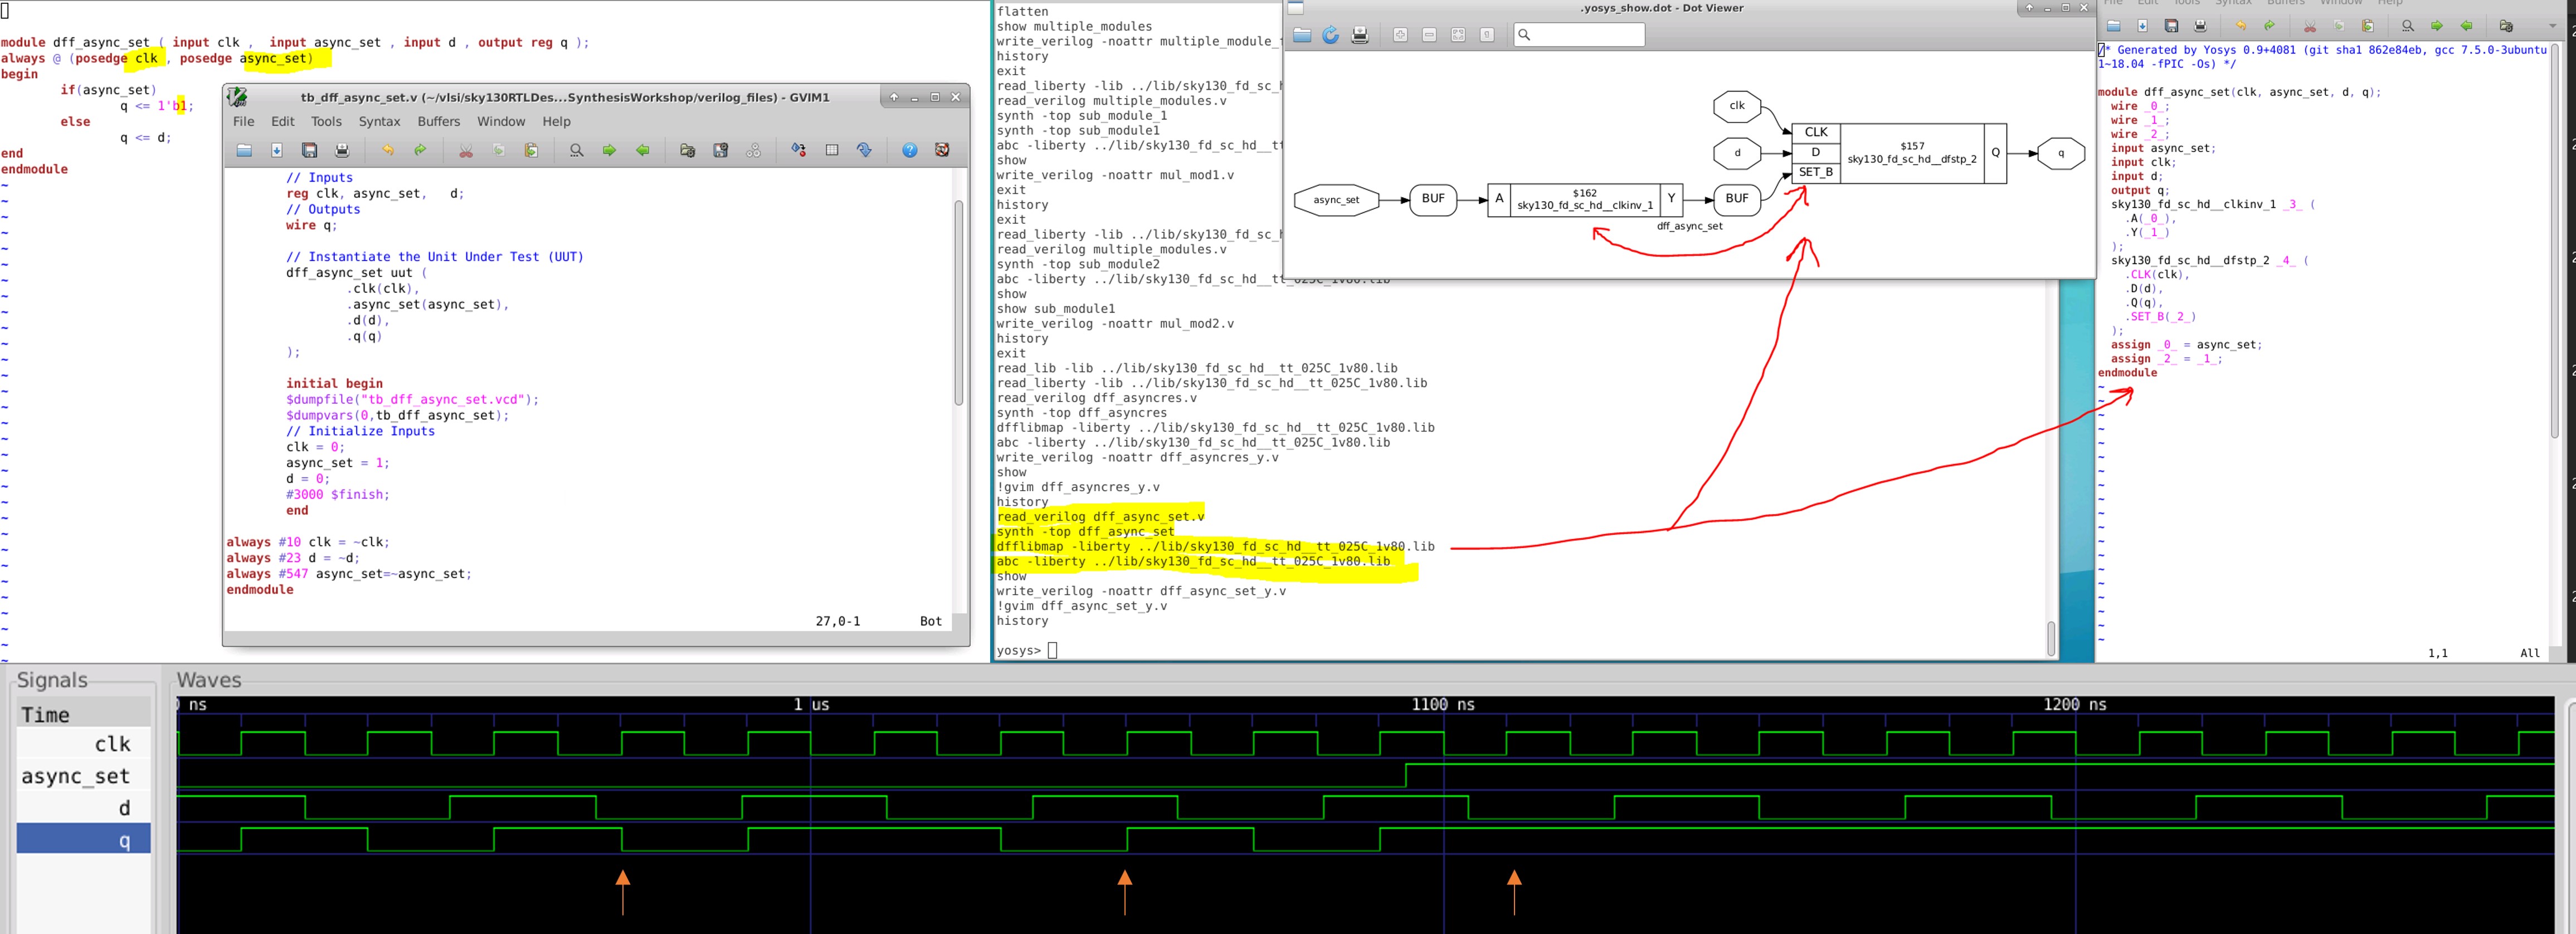 module dff_async_set ( input clk ,  input async_set , input d , output reg q );
always @ (posedge clk , posedge async_set)
begin
if(async_set)
q <= 1'b1;
else
q <= d;
end
endmodule
tb_dff_async_set.v (~/vlsi/sky130RTLDes...SynthesisWorkshop/verilog_files) - GVIM1
File Edit Tools Syntax Buffers Window Help
// Inputs
reg clk, async_set,   d;
// Outputs
wire q;
// Instantiate the Unit Under Test (UUT)
dff_async_set uut (
.clk(clk),
.async_set(async_set),
.d(d),
.q(q)
);
initial begin
$dumpfile("tb_dff_async_set.vcd");
$dumpvars(0,tb_dff_async_set);
// Initialize Inputs
clk = 0;
async_set = 1;
d = 0;
#3000 $finish;
end
always #10 clk = ~clk;
always #23 d = ~d;
always #547 async_set=~async_set;
endmodule
27,0-1 Bot
flatten
show multiple_modules
write_verilog -noattr multiple_module_
history
exit
read_liberty -lib ../lib/sky130_fd_sc_h
read_verilog multiple_modules.v
synth -top sub_module_1
synth -top sub_module1
abc -liberty ../lib/sky130_fd_sc_hd__tt
show
write_verilog -noattr mul_mod1.v
exit
history
exit
read_liberty -lib ../lib/sky130_fd_sc_h
read_verilog multiple_modules.v
synth -top sub_module2
abc -liberty ../lib/sky130_fd_sc_hd__tt_025C_1v80.lib
show
show sub_module1
write_verilog -noattr mul_mod2.v
history
exit
read_lib -lib ../lib/sky130_fd_sc_hd__tt_025C_1v80.lib
read_liberty -lib ../lib/sky130_fd_sc_hd__tt_025C_1v80.lib
read_verilog dff_asyncres.v
synth -top dff_asyncres
dfflibmap -liberty ../lib/sky130_fd_sc_hd__tt_025C_1v80.lib
abc -liberty ../lib/sky130_fd_sc_hd__tt_025C_1v80.lib
write_verilog -noattr dff_asyncres_y.v
show
!gvim dff_asyncres_y.v
history
read_verilog dff_async_set.v
synth -top dff_async_set
dfflibmap -liberty ../lib/sky130_fd_sc_hd__tt_025C_1v80.lib
abc -liberty ../lib/sky130_fd_sc_hd__tt_025C_1v80.lib
show
write_verilog -noattr dff_async_set_y.v
!gvim dff_async_set_y.v
history
yosys>
.yosys_show.dot - Dot Viewer
clk
d
async_set
BUF
A
$162
sky130_fd_sc_hd__clkinv_1
Y
BUF
CLK
D
SET_B
$157
sky130_fd_sc_hd__dfstp_2
Q
q
dff_async_set
File Edit Tools Syntax Buffers Window Help
/* Generated by Yosys 0.9+4081 (git sha1 862e84eb, gcc 7.5.0-3ubuntu
1~18.04 -fPIC -Os) */
module dff_async_set(clk, async_set, d, q);
wire _0_;
wire _1_;
wire _2_;
input async_set;
input clk;
input d;
output q;
sky130_fd_sc_hd__clkinv_1 _3_ (
.A(_0_),
.Y(_1_)
);
sky130_fd_sc_hd__dfstp_2 _4_ (
.CLK(clk),
.D(d),
.Q(q),
.SET_B(_2_)
);
assign _0_ = async_set;
assign _2_ = _1_;
endmodule
1,1 All
Signals
Waves
Time
clk
async_set
d
q
ns
1 us
1100 ns
1200 ns